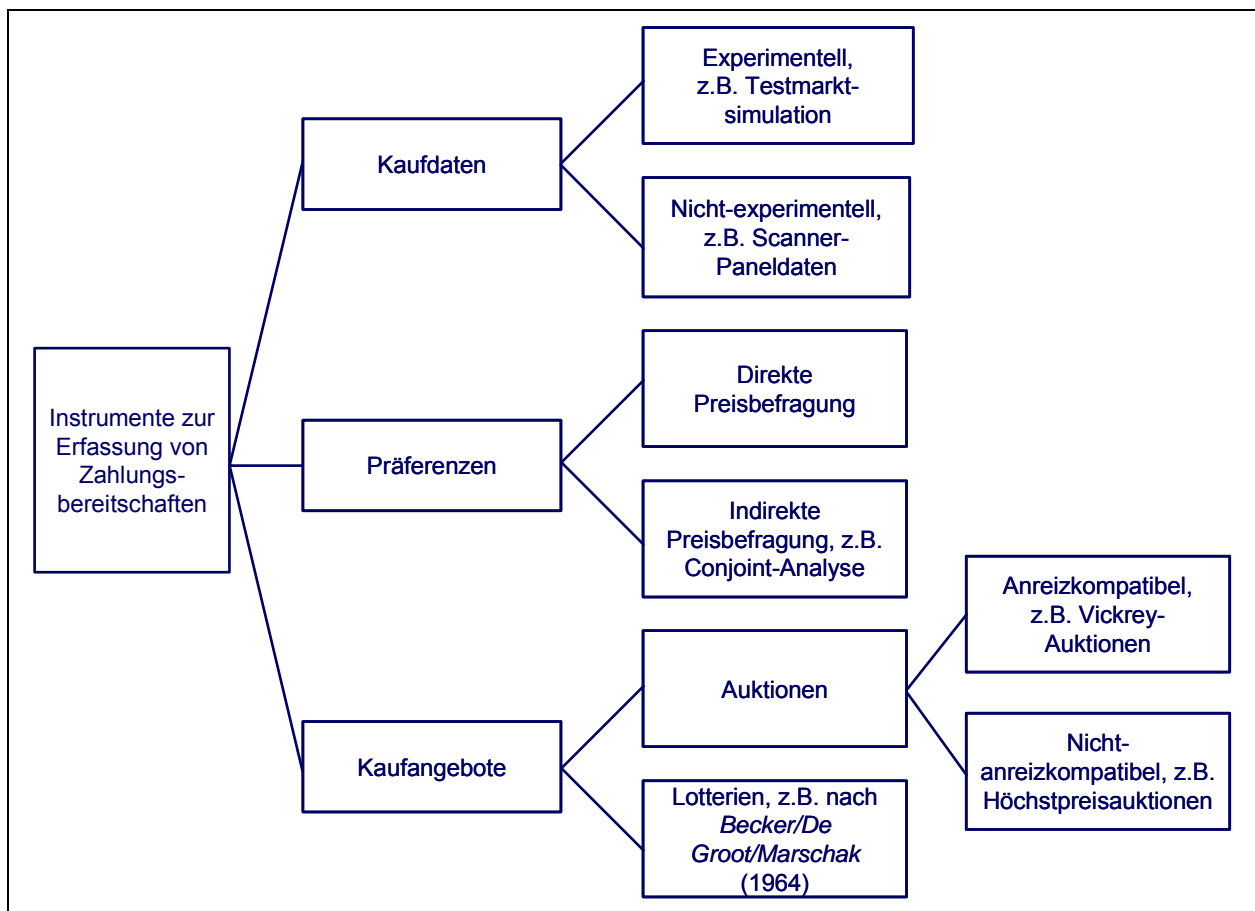 Instrumente zur
Erfassung von
Zahlungs-
bereitschaften
Kaufdaten
Experimentell,
z.B. Testmarkt-
simulation
Nicht-experimentell,
z.B. Scanner-
Paneldaten
Präferenzen
Direkte
Preisbefragung
Indirekte
Preisbefragung, z.B.
Conjoint-Analyse
Kaufangebote
Auktionen
Anreizkompatibel,
z.B. Vickrey-
Auktionen
Nicht-
anreizkompatibel, z.B.
Höchstpreisauktionen
Lotterien, z.B. nach
Becker/De
Groot/Marschak
(1964)